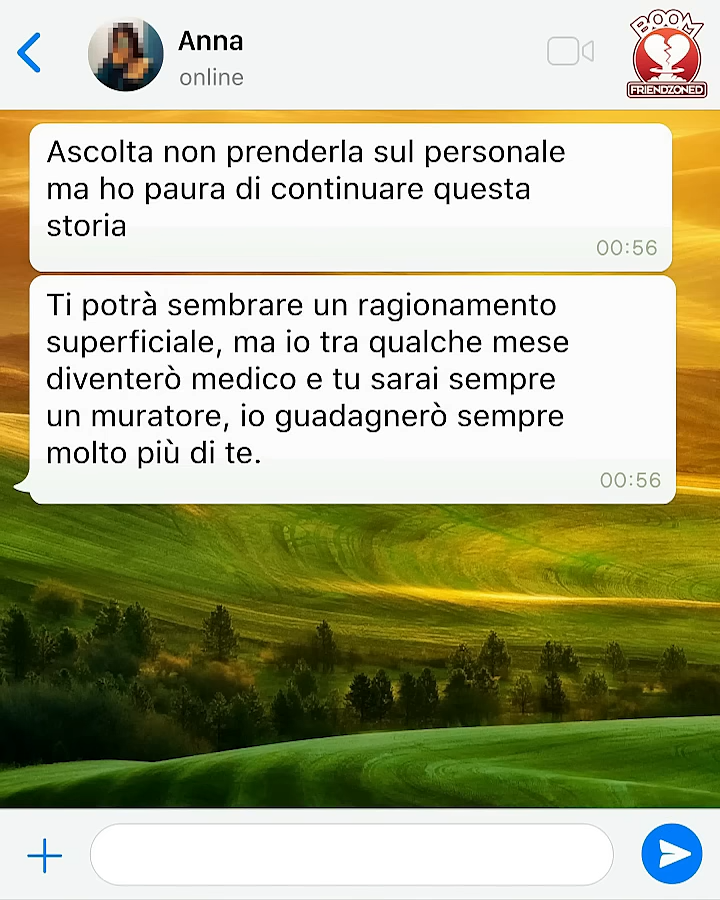 Anna
online
BOOM
FRIENDZONED
Ascolta non prenderla sul personale
ma ho paura di continuare questa
storia
00:56
Ti potrà sembrare un ragionamento
superficiale, ma io tra qualche mese
diventerò medico e tu sarai sempre
un muratore, io guadagnerò sempre
molto più di te.
00:56